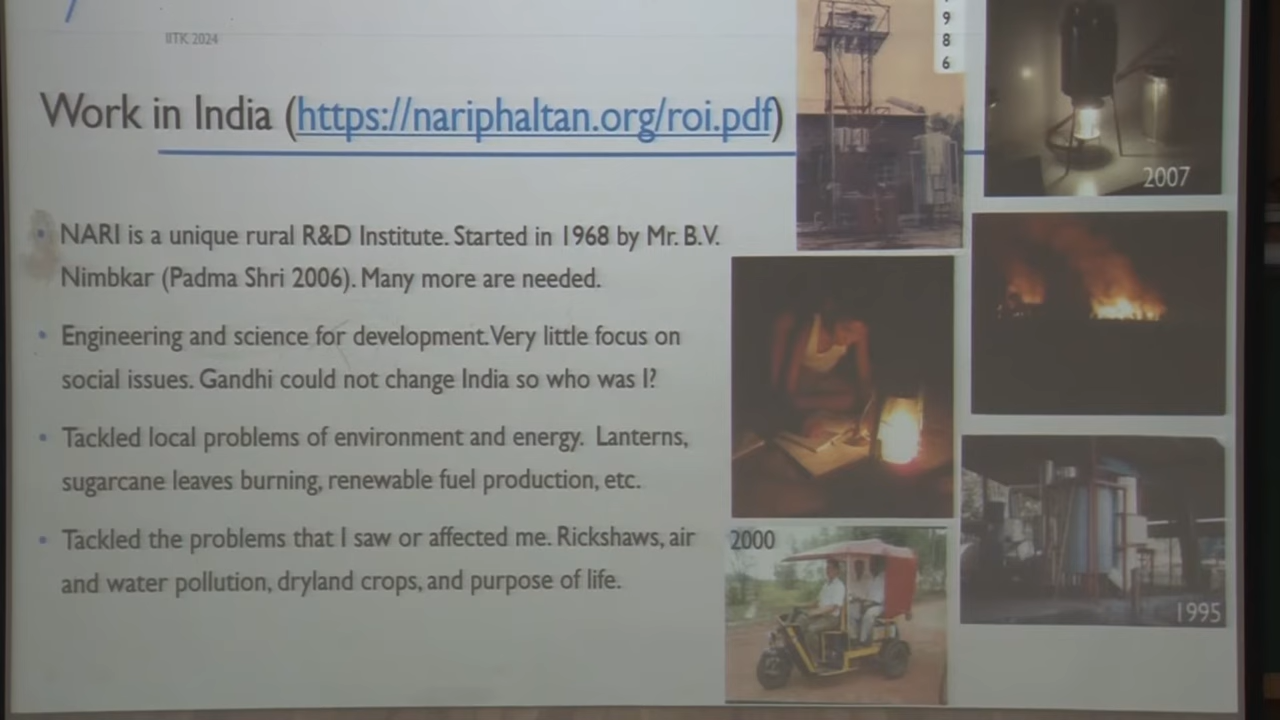 IITK 2024
Work in India (https://nariphaltan.org/roi.pdf)
• NARI is a unique rural R&D Institute. Started in 1968 by Mr. B.V.
Nimbkar (Padma Shri 2006). Many more are needed.
• Engineering and science for development. Very little focus on
social issues. Gandhi could not change India so who was I?
• Tackled local problems of environment and energy. Lanterns,
sugarcane leaves burning, renewable fuel production, etc.
• Tackled the problems that I saw or affected me. Rickshaws, air
and water pollution, dryland crops, and purpose of life.
9
8
6
2007
2000
1995